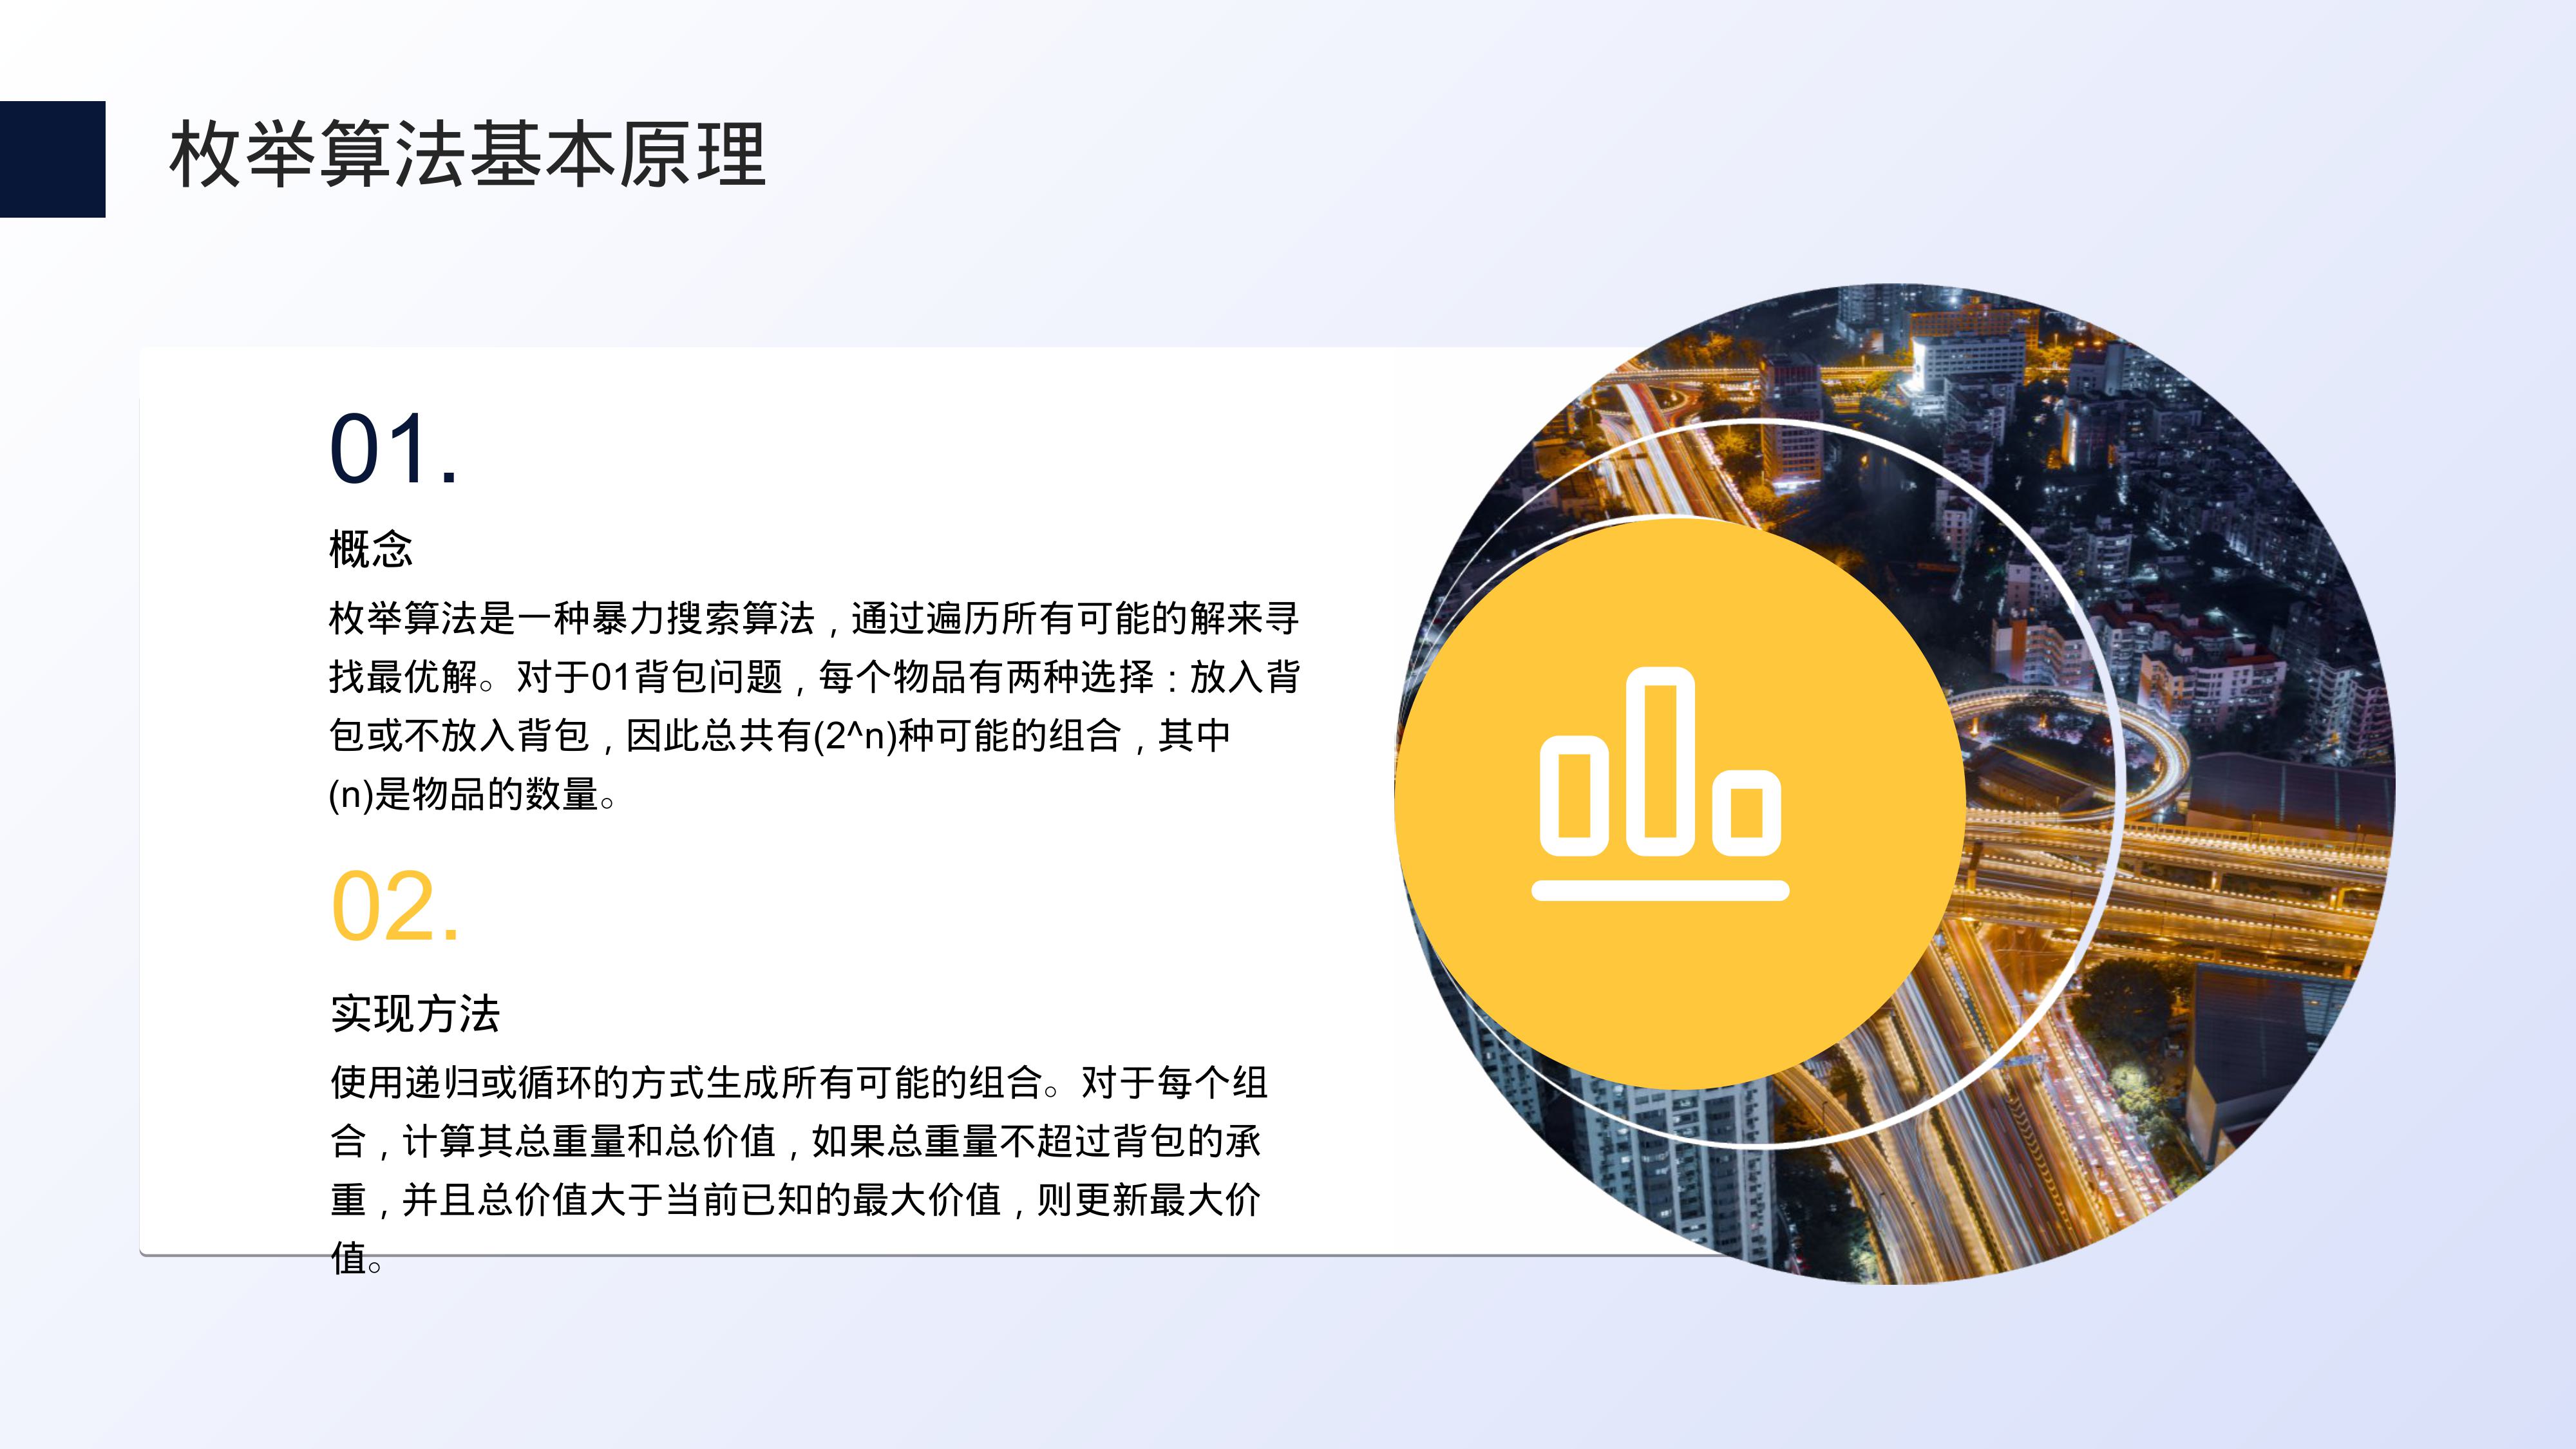 枚举算法基本原理
01.
概念
枚举算法是一种暴力搜索算法，通过遍历所有可能的解来寻
找最优解。对于01背包问题，每个物品有两种选择：放入背
包或不放入背包，因此总共有(2^n)种可能的组合，其中
(n)是物品的数量。
02.
实现方法
使用递归或循环的方式生成所有可能的组合。对于每个组
合，计算其总重量和总价值，如果总重量不超过背包的承
重，并且总价值大于当前已知的最大价值，则更新最大价
值。